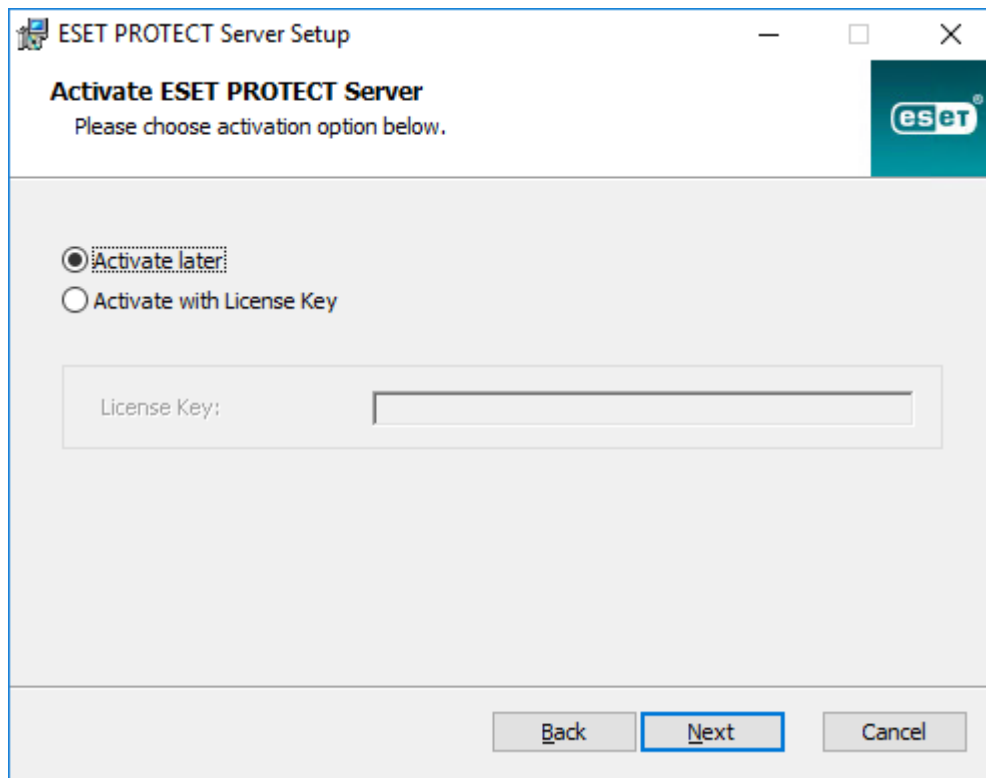 ESET PROTECT Server Setup
Activate ESET PROTECT Server
Please choose activation option below.
eseT®
Activate later
Activate with License Key
License Key:
Back
Next
Cancel